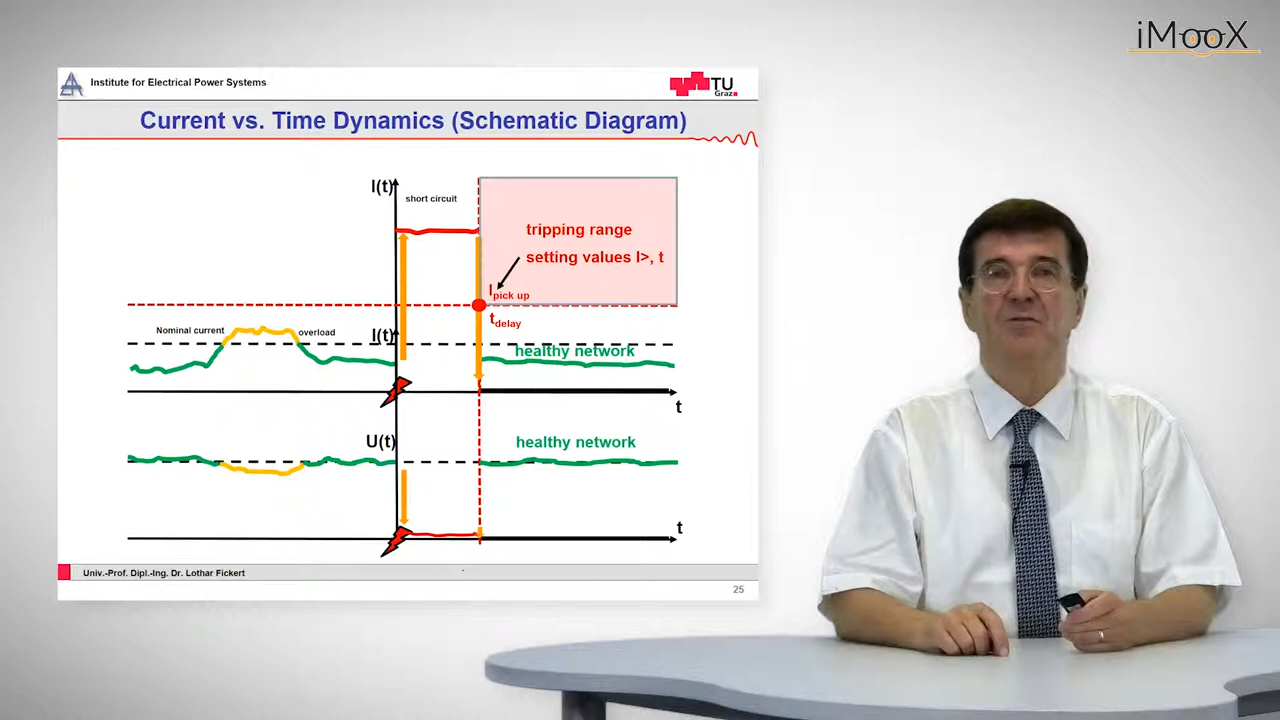 iMooX
Institute for Electrical Power Systems
TU
Graz
Current vs. Time Dynamics (Schematic Diagram)
I(t)
short circuit
tripping range
setting values I>, t
I pick up
t delay
Nominal current
overload
I(t)
healthy network
t
U(t)
healthy network
t
Univ.-Prof. Dipl.-Ing. Dr. Lothar Fickert
25